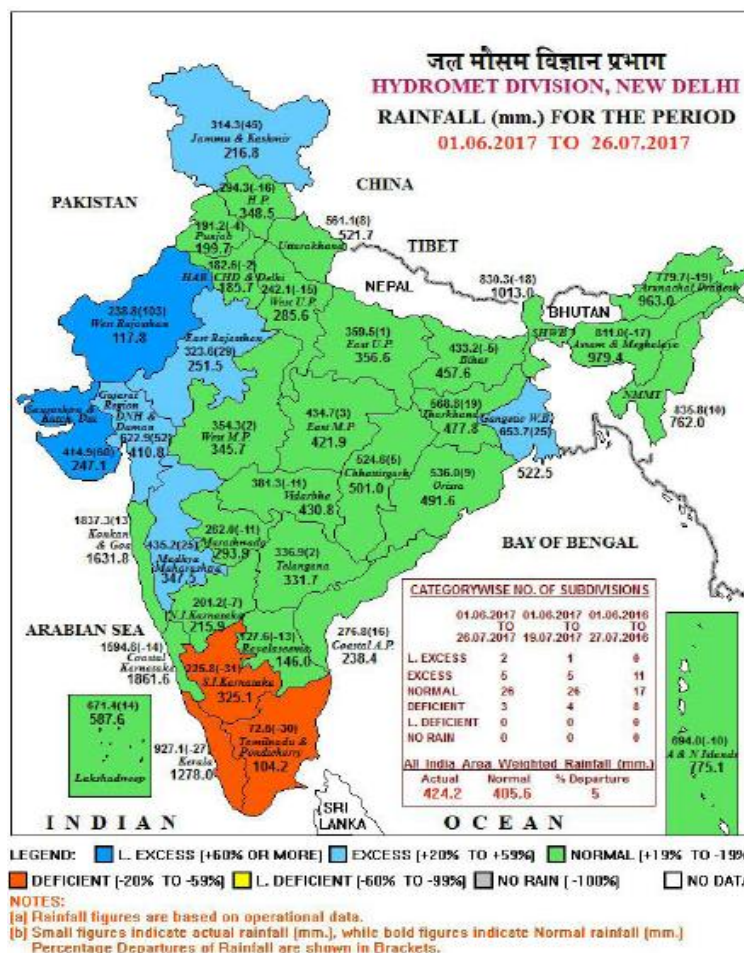 जल मौसम विज्ञान प्रभाग
HYDROMET DIVISION, NEW DELHI
RAINFALL (mm.) FOR THE PERIOD
01.06.2017 TO 26.07.2017
314.3(45)
Jammu & Kashmir
216.8
CHINA
PAKISTAN
294.3(-16)
H.P.
348.5
191.2(-4)
Punjab
199.7
561.1(8)
521.7
Uttarakhand
TIBET
182.6(-2)
HAR CHD & Delhi
185.7
NEPAL
242.1(-15)
West U.P.
285.6
830.3(-18)
1013.0
779.7(-19)
Arunachal Pradesh
963.0
BHUTAN
238.8(103)
West Rajasthan
117.8
East Rajasthan
323.6(29)
251.5
359.5(1)
East U.P.
356.6
433.2(-5)
Bihar
457.6
SHWB
811.0(-17)
Assam & Meghalaya
979.4
NMMT
835.8(10)
762.0
Saurashtra &
Kutch, Diu
414.9(68)
247.1
Gujarat
Region
DNH &
Daman
622.9(52)
410.8
354.3(2)
West M.P.
345.7
434.7(3)
East M.P.
421.9
568.8(19)
Jharkhand
477.8
Gangetic W.B.
653.7(25)
522.5
524.6(5)
Chhattisgarh
501.0
536.0(9)
Orissa
491.6
381.3(-11)
Vidarbha
430.8
1837.3(13
Konkan
& Goa
1631.8
435.2(25)
Madhya
Maharashtra
347.5
262.0(-11)
Marathwada
293.9
336.9(2)
Telangana
331.7
BAY OF BENGAL
ARABIAN SEA
201.2(-7)
N.I.Karnataka
215.9
127.6(-13)
Rayalaseema
146.0
276.8(16)
Coastal A.P.
238.4
1594.6(-14)
Coastal
Karnataka
1861.6
225.8(-31)
S.I.Karnataka
325.1
671.4(14)
587.6
Lakshadweep
927.1(-27)
Kerala
1278.0
72.6(-30)
Tamilnadu &
Pondicherry
104.2
694.0(-10)
A & N Islands
775.1
SRI
LANKA
INDIAN OCEAN
CATEGORYWISE NO. OF SUBDIVISIONS
01.06.2017 01.06.2017 01.06.2016
TO TO TO
26.07.2017 19.07.2017 27.07.2016
L. EXCESS 2 1 0
EXCESS 5 5 11
NORMAL 26 26 17
DEFICIENT 3 4 8
L. DEFICIENT 0 0 0
NO RAIN 0 0 0
All India Area Weighted Rainfall (mm.)
Actual Normal % Departure
424.2 405.6 5
LEGEND: L. EXCESS [+60% OR MORE] EXCESS [+20% TO +59%] NORMAL [+19% TO -19%
DEFICIENT [-20% TO -59%] L. DEFICIENT [-60% TO -99%] NO RAIN [-100%] NO DATA
NOTES:
[a] Rainfall figures are based on operational data.
[b] Small figures indicate actual rainfall (mm.), while bold figures indicate Normal rainfall (mm.)
Percentage Departures of Rainfall are shown in Brackets.